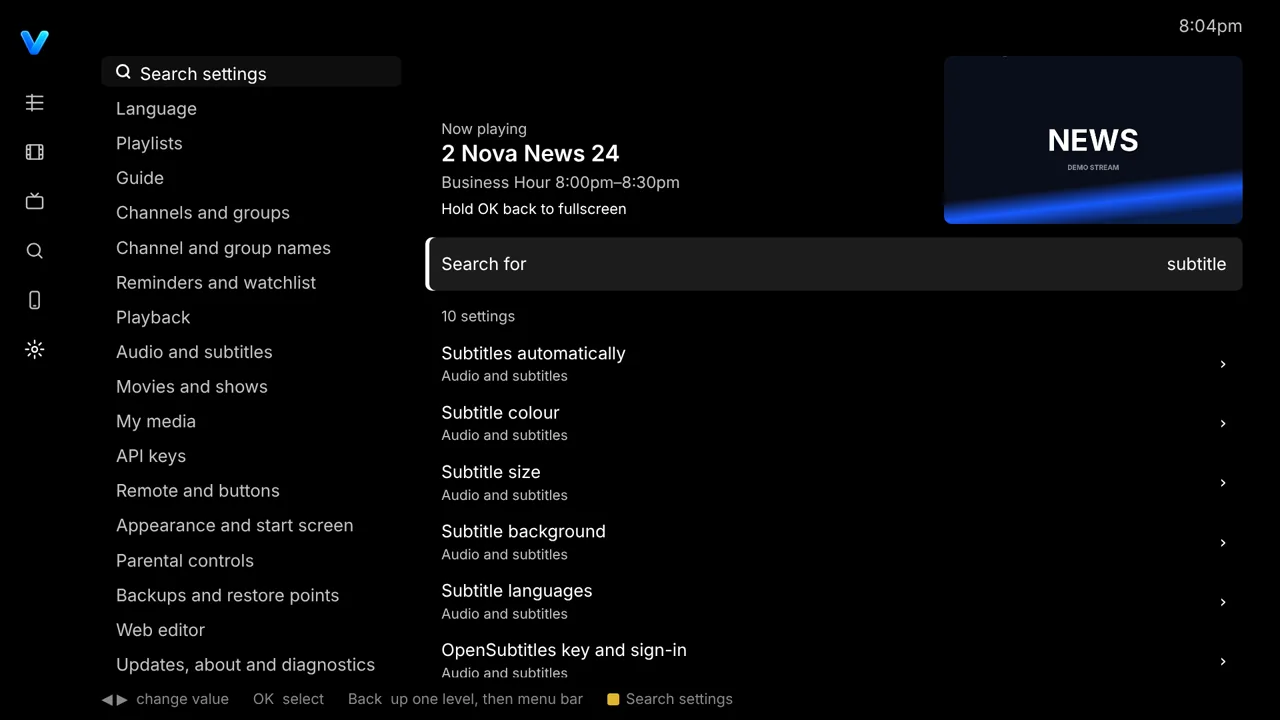 8:04pm
Search settings
Language
Playlists
Guide
Channels and groups
Channel and group names
Reminders and watchlist
Playback
Audio and subtitles
Movies and shows
My media
API keys
Remote and buttons
Appearance and start screen
Parental controls
Backups and restore points
Web editor
Updates, about and diagnostics
Now playing
2 Nova News 24
Business Hour 8:00pm–8:30pm
Hold OK back to fullscreen
NEWS
DEMO STREAM
Search for subtitle
10 settings
Subtitles automatically
Audio and subtitles
Subtitle colour
Audio and subtitles
Subtitle size
Audio and subtitles
Subtitle background
Audio and subtitles
Subtitle languages
Audio and subtitles
OpenSubtitles key and sign-in
Audio and subtitles
change value OK select Back up one level, then menu bar Search settings